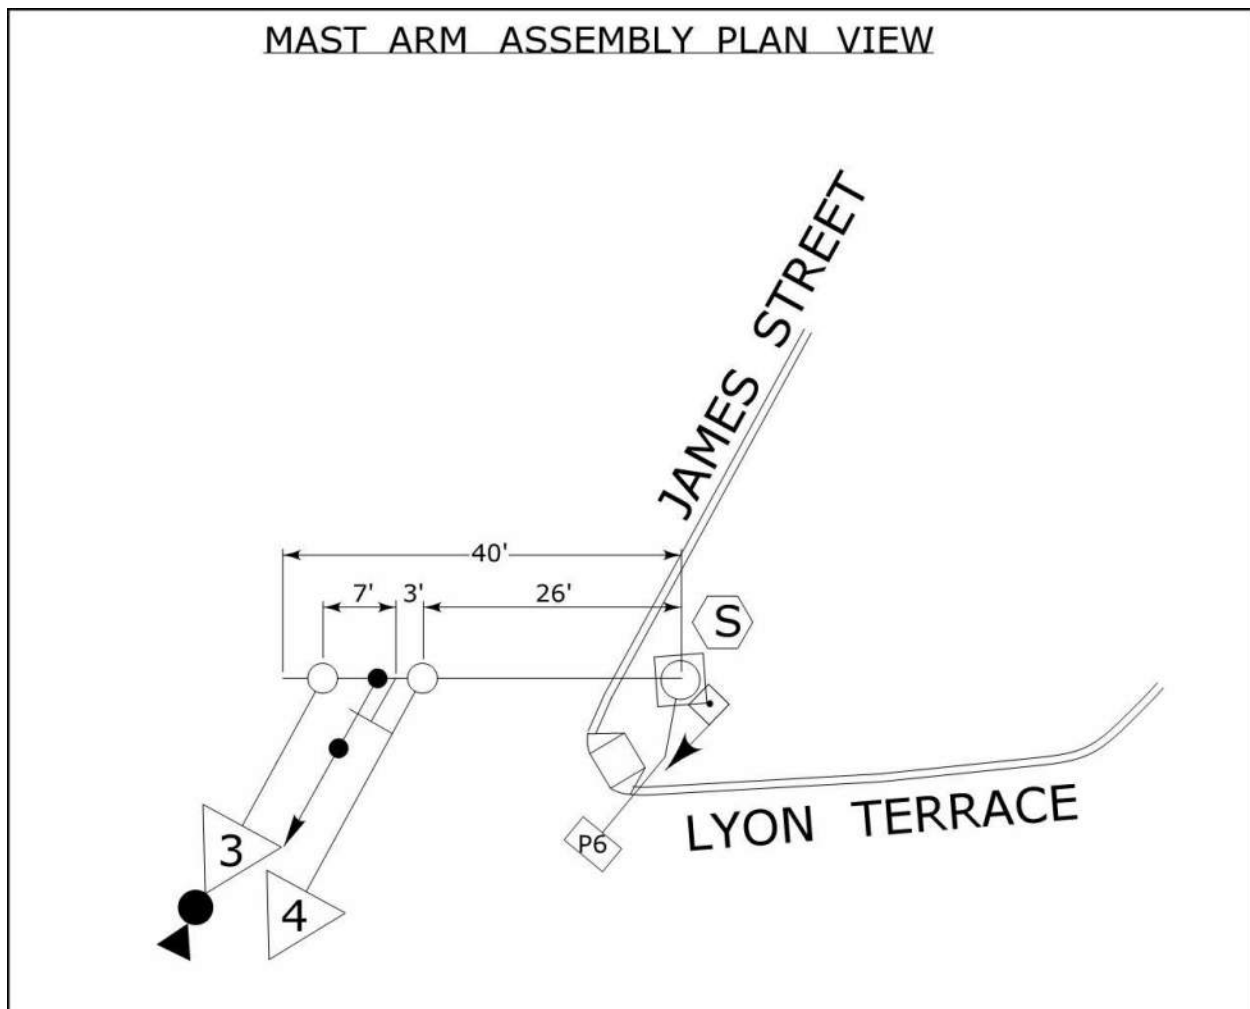 MAST ARM ASSEMBLY PLAN VIEW
JAMES STREET
40'
7' 3' 26'
S
3
4
P6
LYON TERRACE